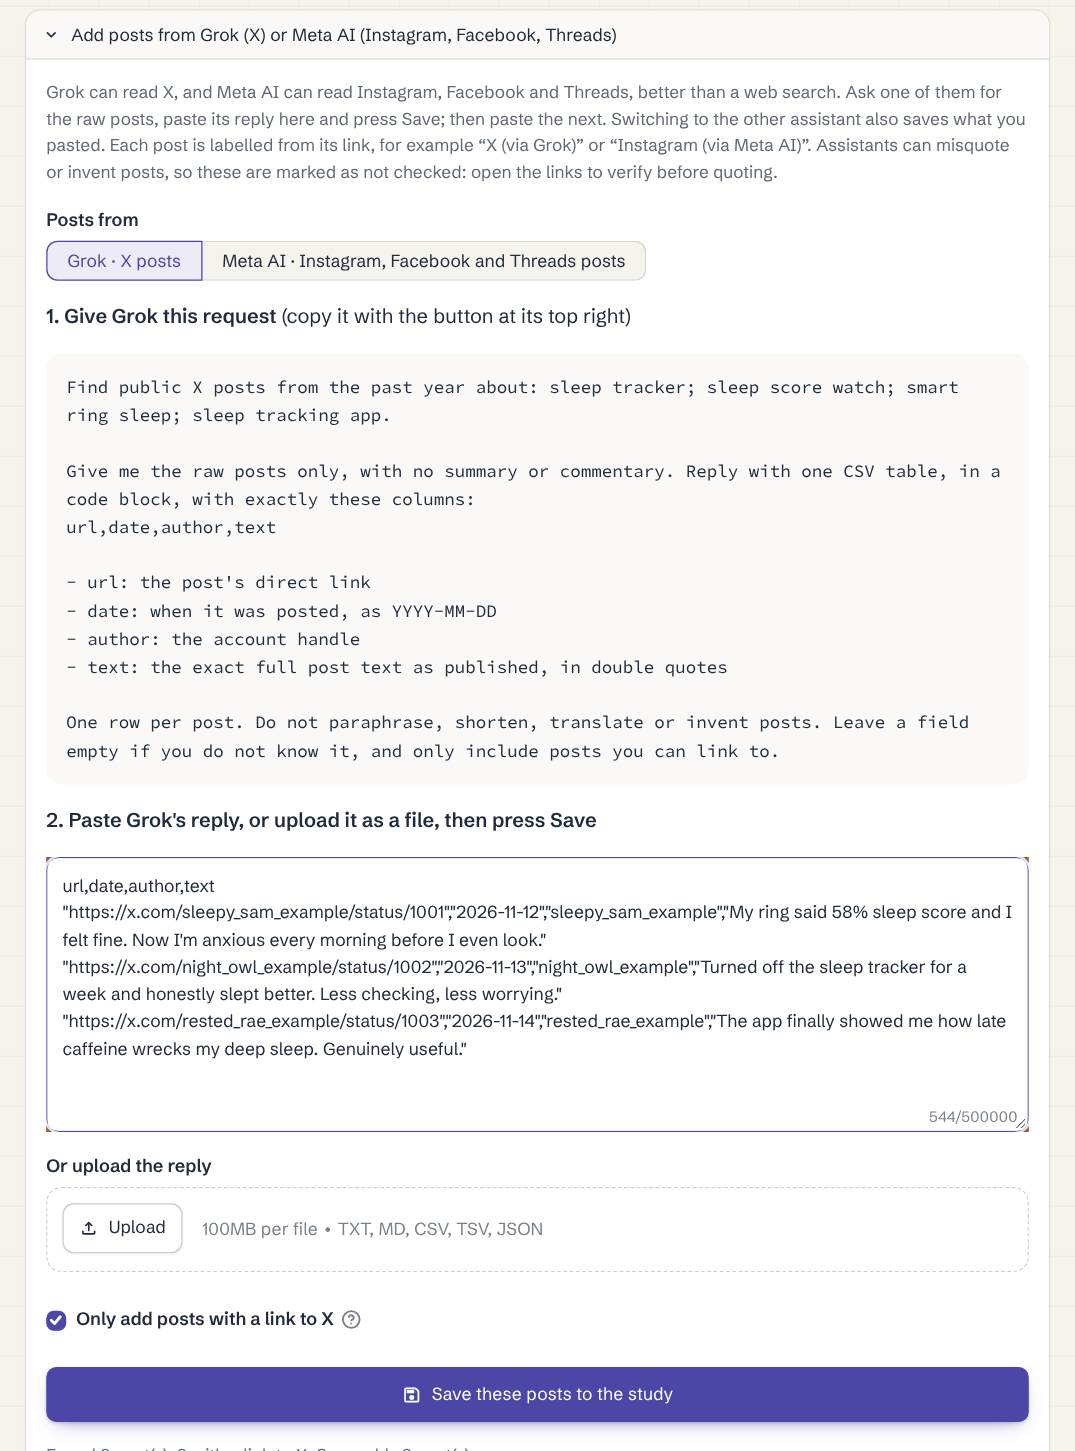 Add posts from Grok (X) or Meta AI (Instagram, Facebook, Threads)
Grok can read X, and Meta AI can read Instagram, Facebook and Threads, better than a web search. Ask one of them for
the raw posts, paste its reply here and press Save; then paste the next. Switching to the other assistant also saves what you
pasted. Each post is labelled from its link, for example “X (via Grok)” or “Instagram (via Meta AI)”. Assistants can misquote
or invent posts, so these are marked as not checked: open the links to verify before quoting.
Posts from
Grok · X posts
Meta AI · Instagram, Facebook and Threads posts
1. Give Grok this request (copy it with the button at its top right)
Find public X posts from the past year about: sleep tracker; sleep score watch; smart
ring sleep; sleep tracking app.
Give me the raw posts only, with no summary or commentary. Reply with one CSV table, in a
code block, with exactly these columns:
url,date,author,text
- url: the post's direct link
- date: when it was posted, as YYYY-MM-DD
- author: the account handle
- text: the exact full post text as published, in double quotes
One row per post. Do not paraphrase, shorten, translate or invent posts. Leave a field
empty if you do not know it, and only include posts you can link to.
2. Paste Grok's reply, or upload it as a file, then press Save
url,date,author,text
"https://x.com/sleepy_sam_example/status/1001","2026-11-12","sleepy_sam_example","My ring said 58% sleep score and I
felt fine. Now I'm anxious every morning before I even look."
"https://x.com/night_owl_example/status/1002","2026-11-13","night_owl_example","Turned off the sleep tracker for a
week and honestly slept better. Less checking, less worrying."
"https://x.com/rested_rae_example/status/1003","2026-11-14","rested_rae_example","The app finally showed me how late
caffeine wrecks my deep sleep. Genuinely useful."
544/500000
Or upload the reply
Upload
100MB per file • TXT, MD, CSV, TSV, JSON
Only add posts with a link to X
Save these posts to the study